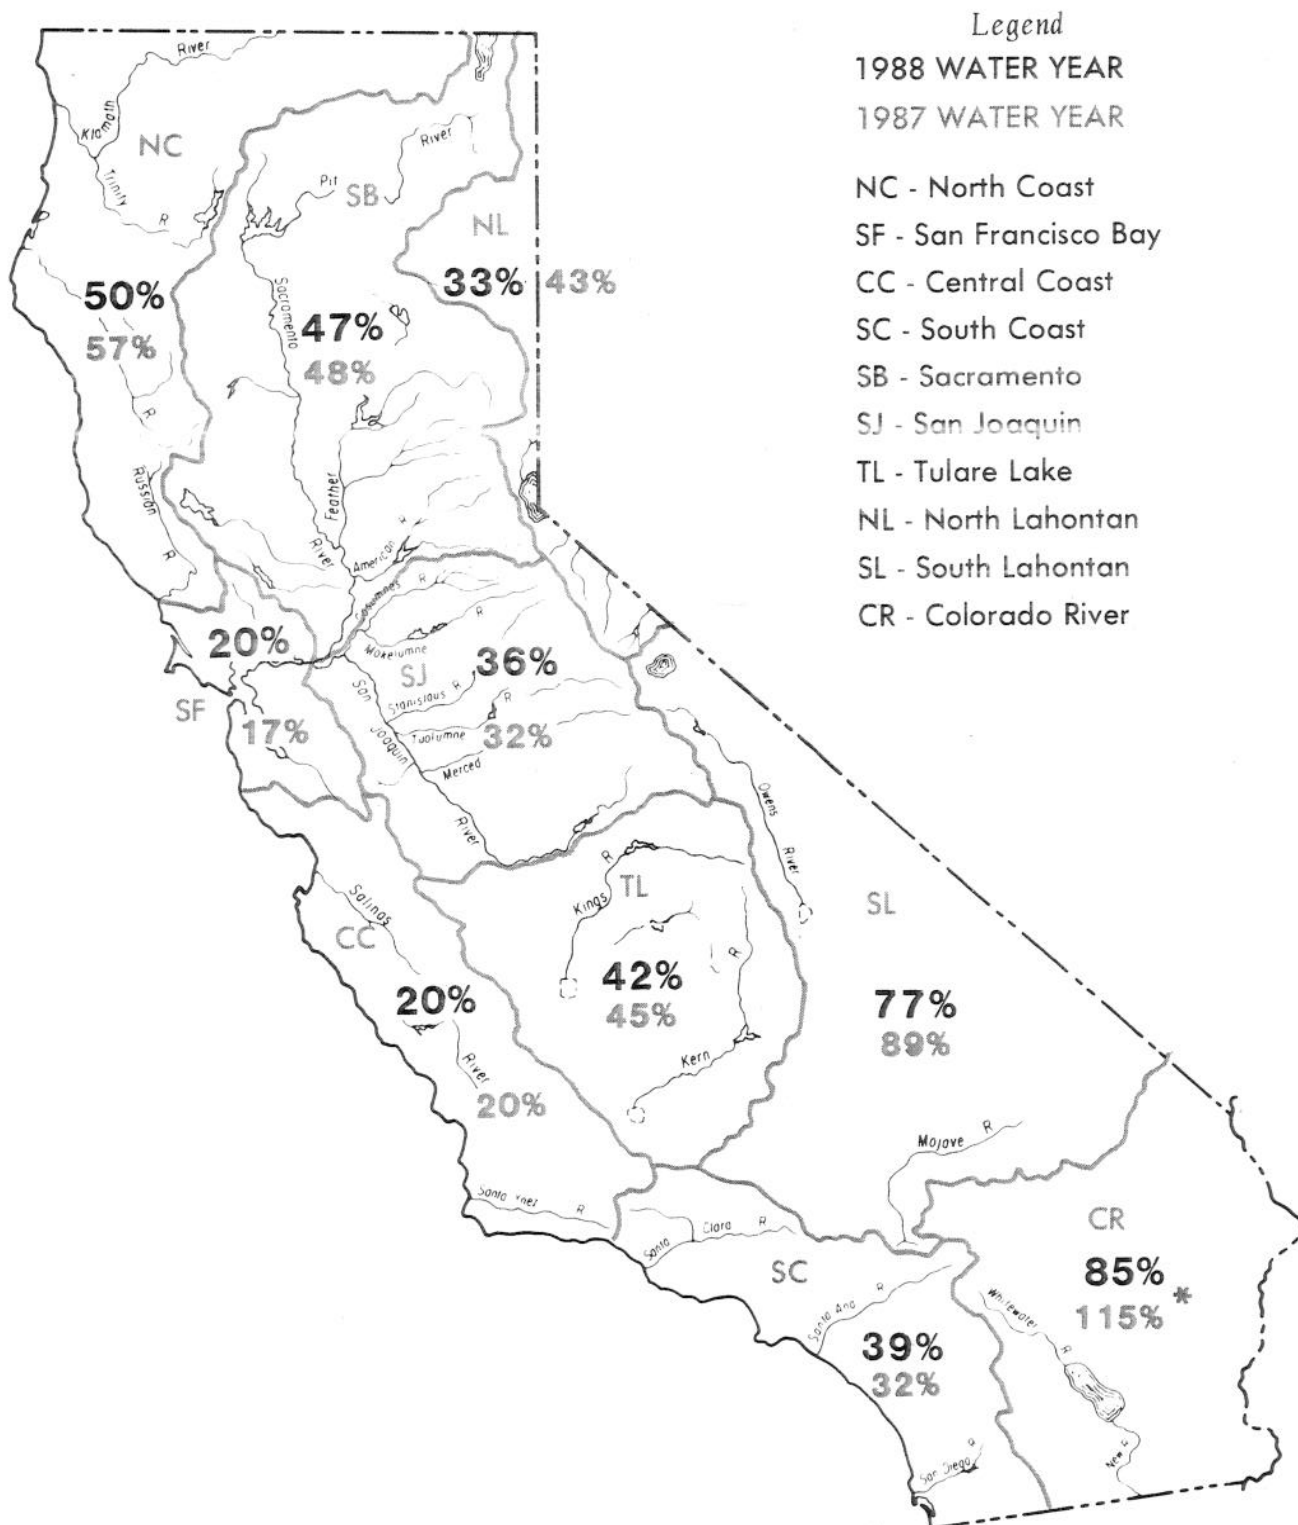 Legend
1988 WATER YEAR
1987 WATER YEAR
NC - North Coast
SF - San Francisco Bay
CC - Central Coast
SC - South Coast
SB - Sacramento
SJ - San Joaquin
TL - Tulare Lake
NL - North Lahontan
SL - South Lahontan
CR - Colorado River
River
Klamath
NC
Trinity
R
Pit
River
SB
NL
33% 43%
50%
57%
Sacramento
47%
48%
R
Russian
R
Feather
River
American
R
Cosumnes
R
20%
Mokelumne
R
SJ
36%
San
Stanislaus R
R
SF
17%
Joaquin
Tuolumne
32%
Merced
River
Owens
River
R
Kings
TL
SL
Salinas
CC
R
42%
45%
20%
77%
89%
River
Kern
20%
Mojave R
Santa Ynez R
Santa Clara R
CR
SC
85%
115% *
Santa Ana R
Whitewater
R
39%
32%
San Diego R
New R